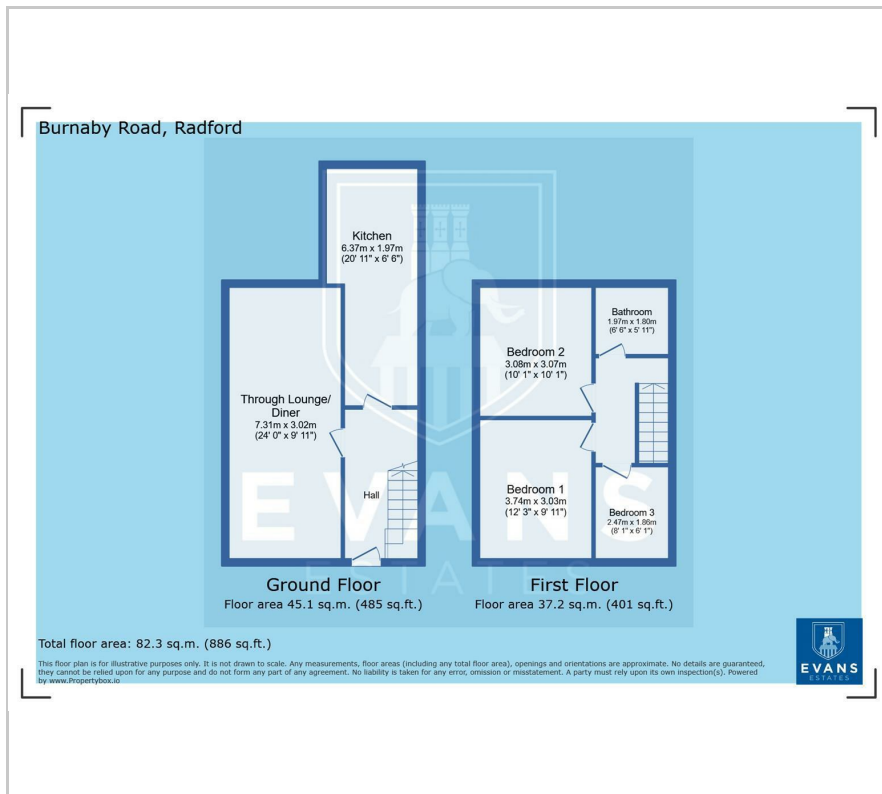 Burnaby Road, Radford
Kitchen
6.37m x 1.97m
(20' 11" x 6' 6")
Through Lounge/
Diner
7.31m x 3.02m
(24' 0" x 9' 11")
Hall
Bedroom 2
3.08m x 3.07m
(10' 1" x 10' 1")
Bathroom
1.97m x 1.80m
(6' 6" x 5' 11")
Bedroom 1
3.74m x 3.03m
(12' 3" x 9' 11")
Bedroom 3
2.47m x 1.86m
(8' 1" x 6' 1")
EVANS
ESTATES
Ground Floor
Floor area 45.1 sq.m. (485 sq.ft.)
First Floor
Floor area 37.2 sq.m. (401 sq.ft.)
Total floor area: 82.3 sq.m. (886 sq.ft.)
This floor plan is for illustrative purposes only. It is not drawn to scale. Any measurements, floor areas (including any total floor area), openings and orientations are approximate. No details are guaranteed,
they cannot be relied upon for any purpose and do not form any part of any agreement. No liability is taken for any error, omission or misstatement. A party must rely upon its own inspection(s). Powered
by www.Propertybox.io
EVANS
ESTATES